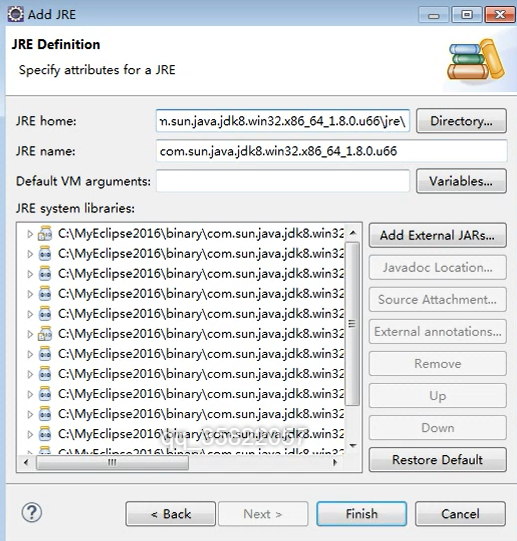 Add JRE
JRE Definition
Specify attributes for a JRE
JRE home:
n.sun.java.jdk8.win32.x86_64_1.8.0.u66\jre\
Directory...
JRE name:
com.sun.java.jdk8.win32.x86_64_1.8.0.u66
Default VM arguments:
Variables...
JRE system libraries:
C:\MyEclipse2016\binary\com.sun.java.jdk8.win32
C:\MyEclipse2016\binary\com.sun.java.jdk8.win32
C:\MyEclipse2016\binary\com.sun.java.jdk8.win32
C:\MyEclipse2016\binary\com.sun.java.jdk8.win32
C:\MyEclipse2016\binary\com.sun.java.jdk8.win32
C:\MyEclipse2016\binary\com.sun.java.jdk8.win32
C:\MyEclipse2016\binary\com.sun.java.jdk8.win32
C:\MyEclipse2016\binary\com.sun.java.jdk8.win32
C:\MyEclipse2016\binary\com.sun.java.jdk8.win32
C:\MyEclipse2016\binary\com.sun.java.jdk8.win32
C:\MyEclipse2016\binary\com.sun.java.jdk8.win32
C:\MyEclipse2016\binary\com.sun.java.jdk8.win32
Add External JARs...
Javadoc Location...
Source Attachment...
External annotations...
Remove
Up
Down
Restore Default
< Back
Next >
Finish
Cancel